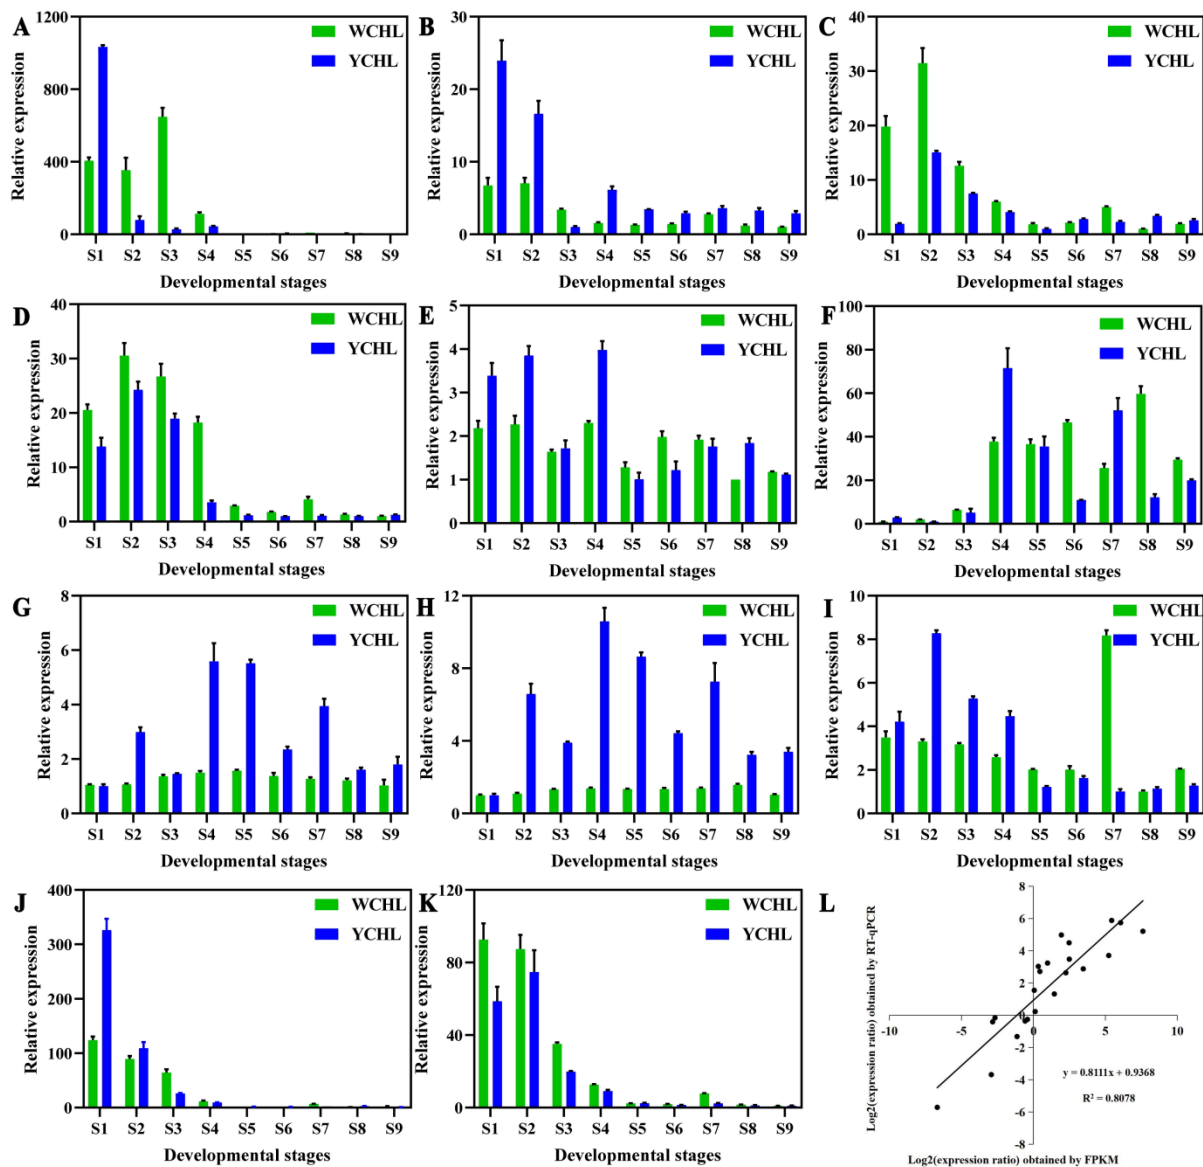 A
Relative expression
1200
800
400
0
WCHL
YCHL
S1 S2 S3 S4 S5 S6 S7 S8 S9
Developmental stages
B
Relative expression
30
20
10
0
WCHL
YCHL
S1 S2 S3 S4 S5 S6 S7 S8 S9
Developmental stages
C
Relative expression
40
30
20
10
0
WCHL
YCHL
S1 S2 S3 S4 S5 S6 S7 S8 S9
Developmental stages
D
Relative expression
40
30
20
10
0
WCHL
YCHL
S1 S2 S3 S4 S5 S6 S7 S8 S9
Developmental stages
E
Relative expression
5
4
3
2
1
0
WCHL
YCHL
S1 S2 S3 S4 S5 S6 S7 S8 S9
Developmental stages
F
Relative expression
100
80
60
40
20
0
WCHL
YCHL
S1 S2 S3 S4 S5 S6 S7 S8 S9
Developmental stages
G
Relative expression
8
6
4
2
0
WCHL
YCHL
S1 S2 S3 S4 S5 S6 S7 S8 S9
Developmental stages
H
Relative expression
12
8
4
0
WCHL
YCHL
S1 S2 S3 S4 S5 S6 S7 S8 S9
Developmental stages
I
Relative expression
10
8
6
4
2
0
WCHL
YCHL
S1 S2 S3 S4 S5 S6 S7 S8 S9
Developmental stages
J
Relative expression
400
300
200
100
0
WCHL
YCHL
S1 S2 S3 S4 S5 S6 S7 S8 S9
Developmental stages
K
Relative expression
120
80
40
0
WCHL
YCHL
S1 S2 S3 S4 S5 S6 S7 S8 S9
Developmental stages
L
Log2(expression ratio) obtained by RT-qPCR
8
6
4
2
0
-2
-4
-6
-8
-10 -5 0 5 10
y = 0.8111x + 0.9368
R² = 0.8078
Log2(expression ratio) obtained by FPKM